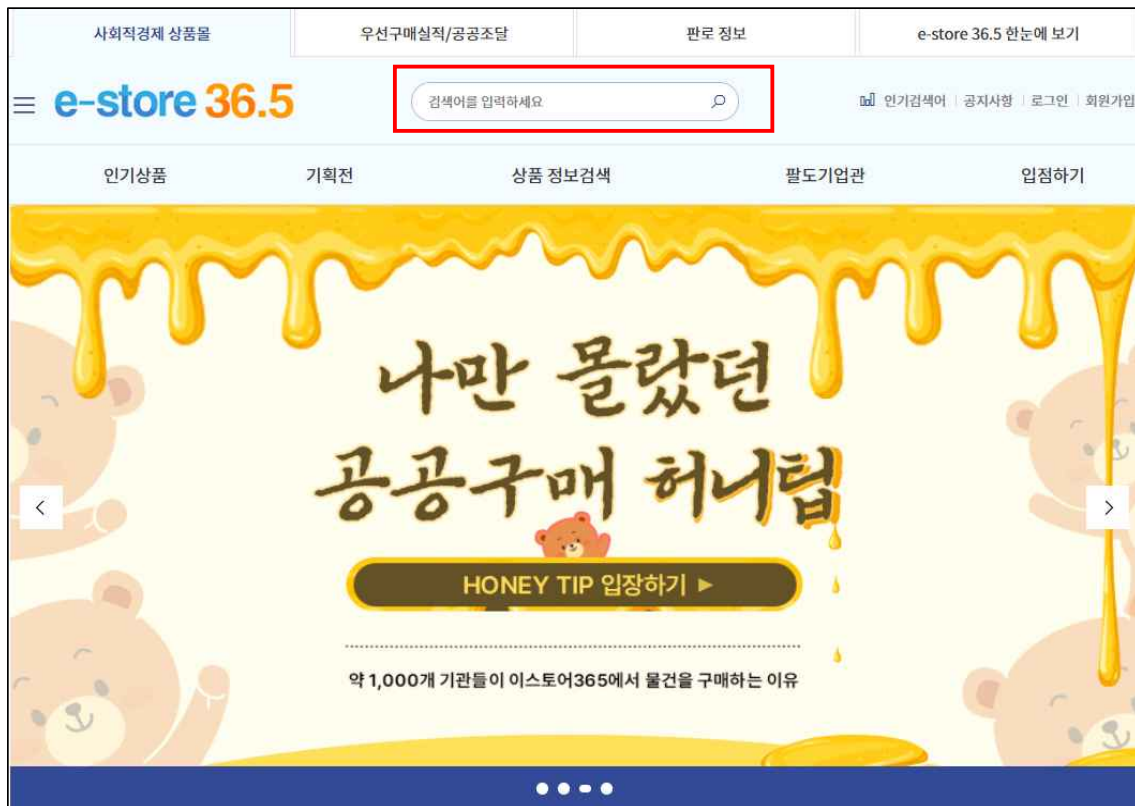 사회적경제 상품몰
우선구매실적/공공조달
판로 정보
e-store 36.5 한눈에 보기
e-store 36.5
검색어를 입력하세요
인기검색어
공지사항
로그인
회원가입
인기상품
기획전
상품 정보검색
팔도기업관
입점하기
나만 몰랐던
공공구매 허니팁
HONEY TIP 입장하기 ▶
약 1,000개 기관들이 이스토어365에서 물건을 구매하는 이유